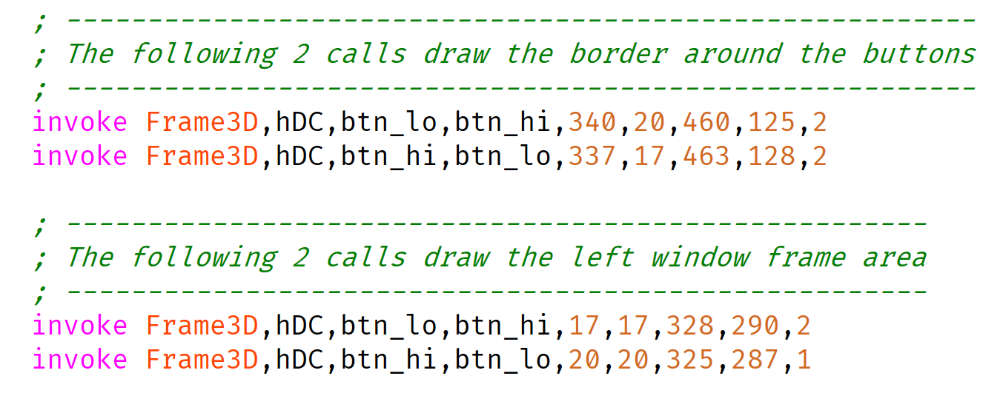 ; --------------------------------------------------------
; The following 2 calls draw the border around the buttons
; --------------------------------------------------------
invoke Frame3D,hDC,btn_lo,btn_hi,340,20,460,125,2
invoke Frame3D,hDC,btn_hi,btn_lo,337,17,463,128,2
; -----------------------------------------------------
; The following 2 calls draw the left window frame area
; -----------------------------------------------------
invoke Frame3D,hDC,btn_lo,btn_hi,17,17,328,290,2
invoke Frame3D,hDC,btn_hi,btn_lo,20,20,325,287,1